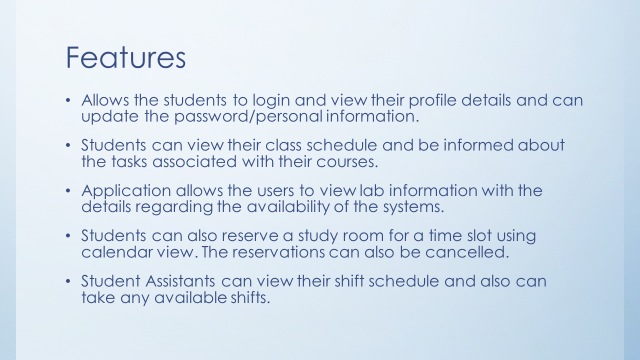 Features
• Allows the students to login and view their profile details and can
update the password/personal information.
• Students can view their class schedule and be informed about
the tasks associated with their courses.
• Application allows the users to view lab information with the
details regarding the availability of the systems.
• Students can also reserve a study room for a time slot using
calendar view. The reservations can also be cancelled.
• Student Assistants can view their shift schedule and also can
take any available shifts.